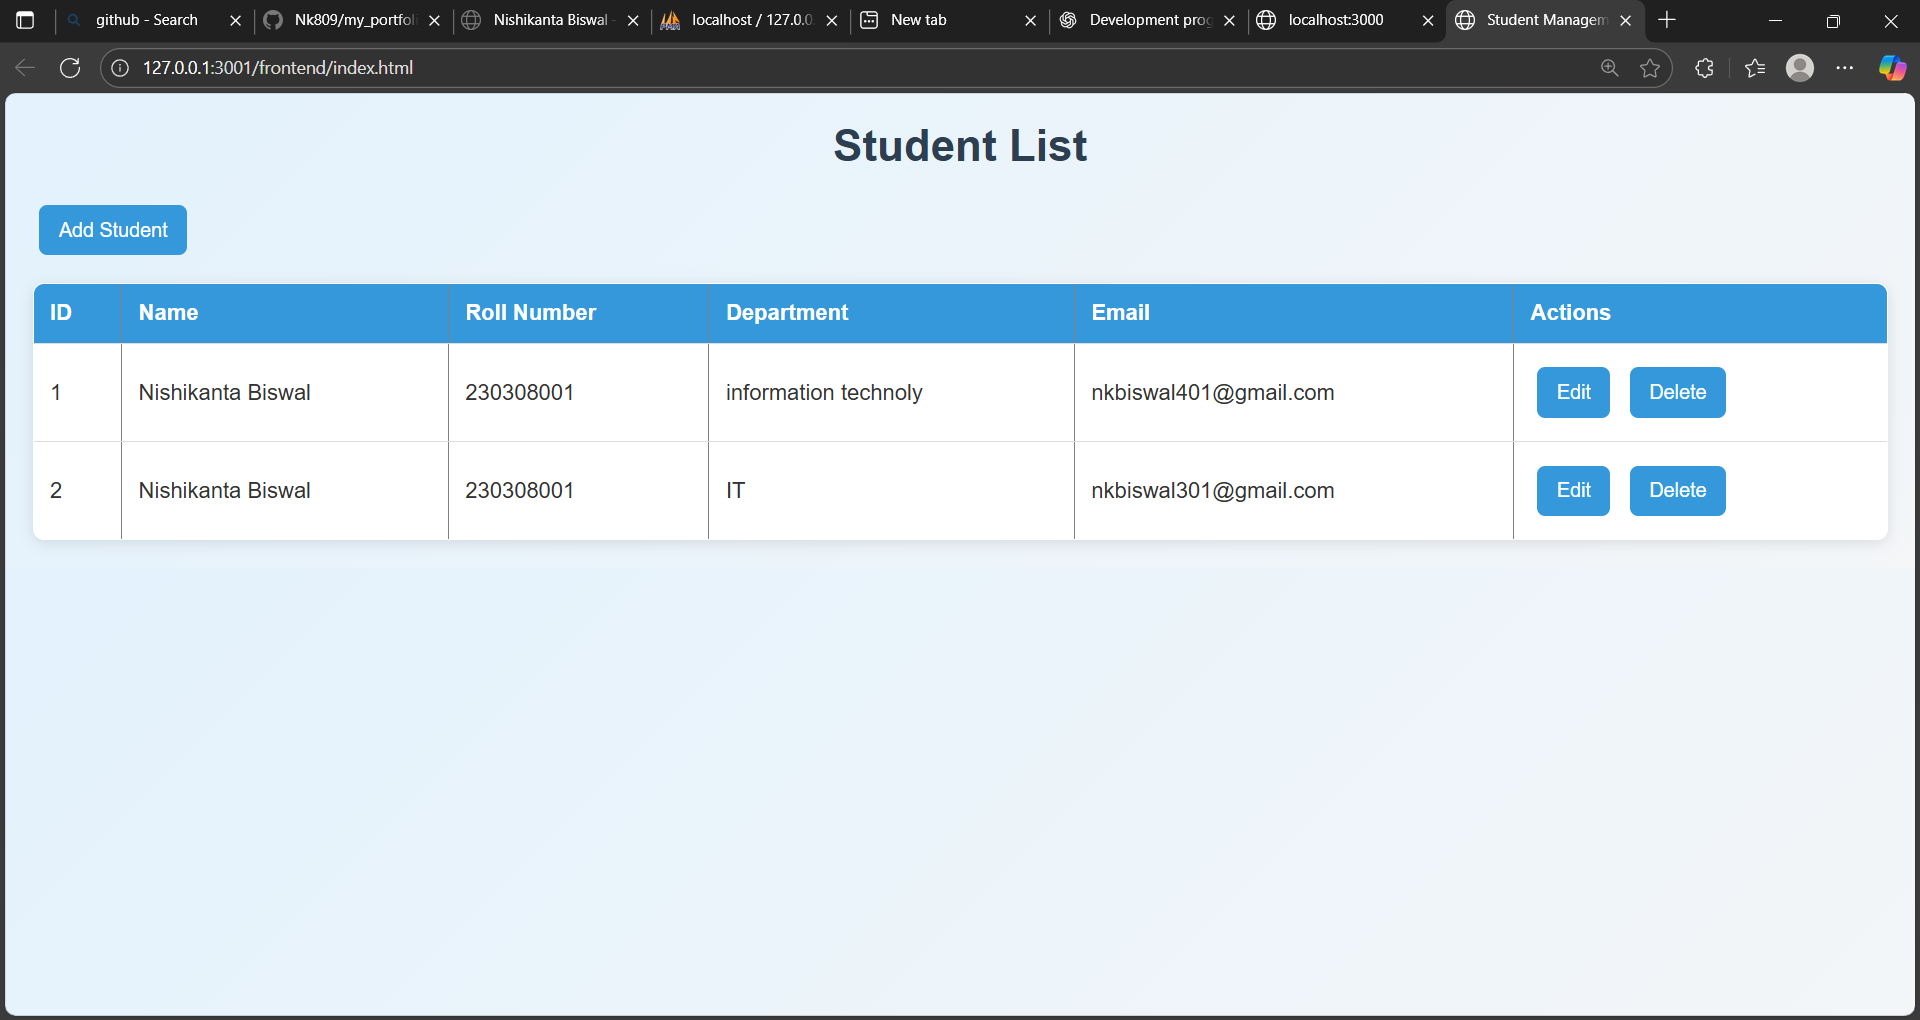 github - Search
Nk809/my_portfoli
Nishikanta Biswal -
localhost / 127.0.0.
New tab
Development prog
localhost:3000
Student Managem
127.0.0.1:3001/frontend/index.html
Student List
Add Student
ID Name Roll Number Department Email Actions
1 Nishikanta Biswal 230308001 information technoly nkbiswal401@gmail.com Edit Delete
2 Nishikanta Biswal 230308001 IT nkbiswal301@gmail.com Edit Delete